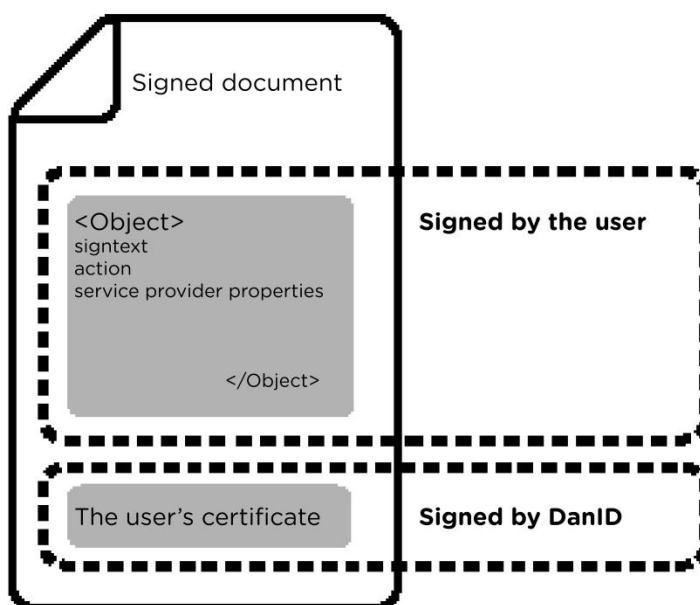 Signed document
<Object>
signtext
action
service provider properties
</Object>
Signed by the user
The user's certificate
Signed by DanID